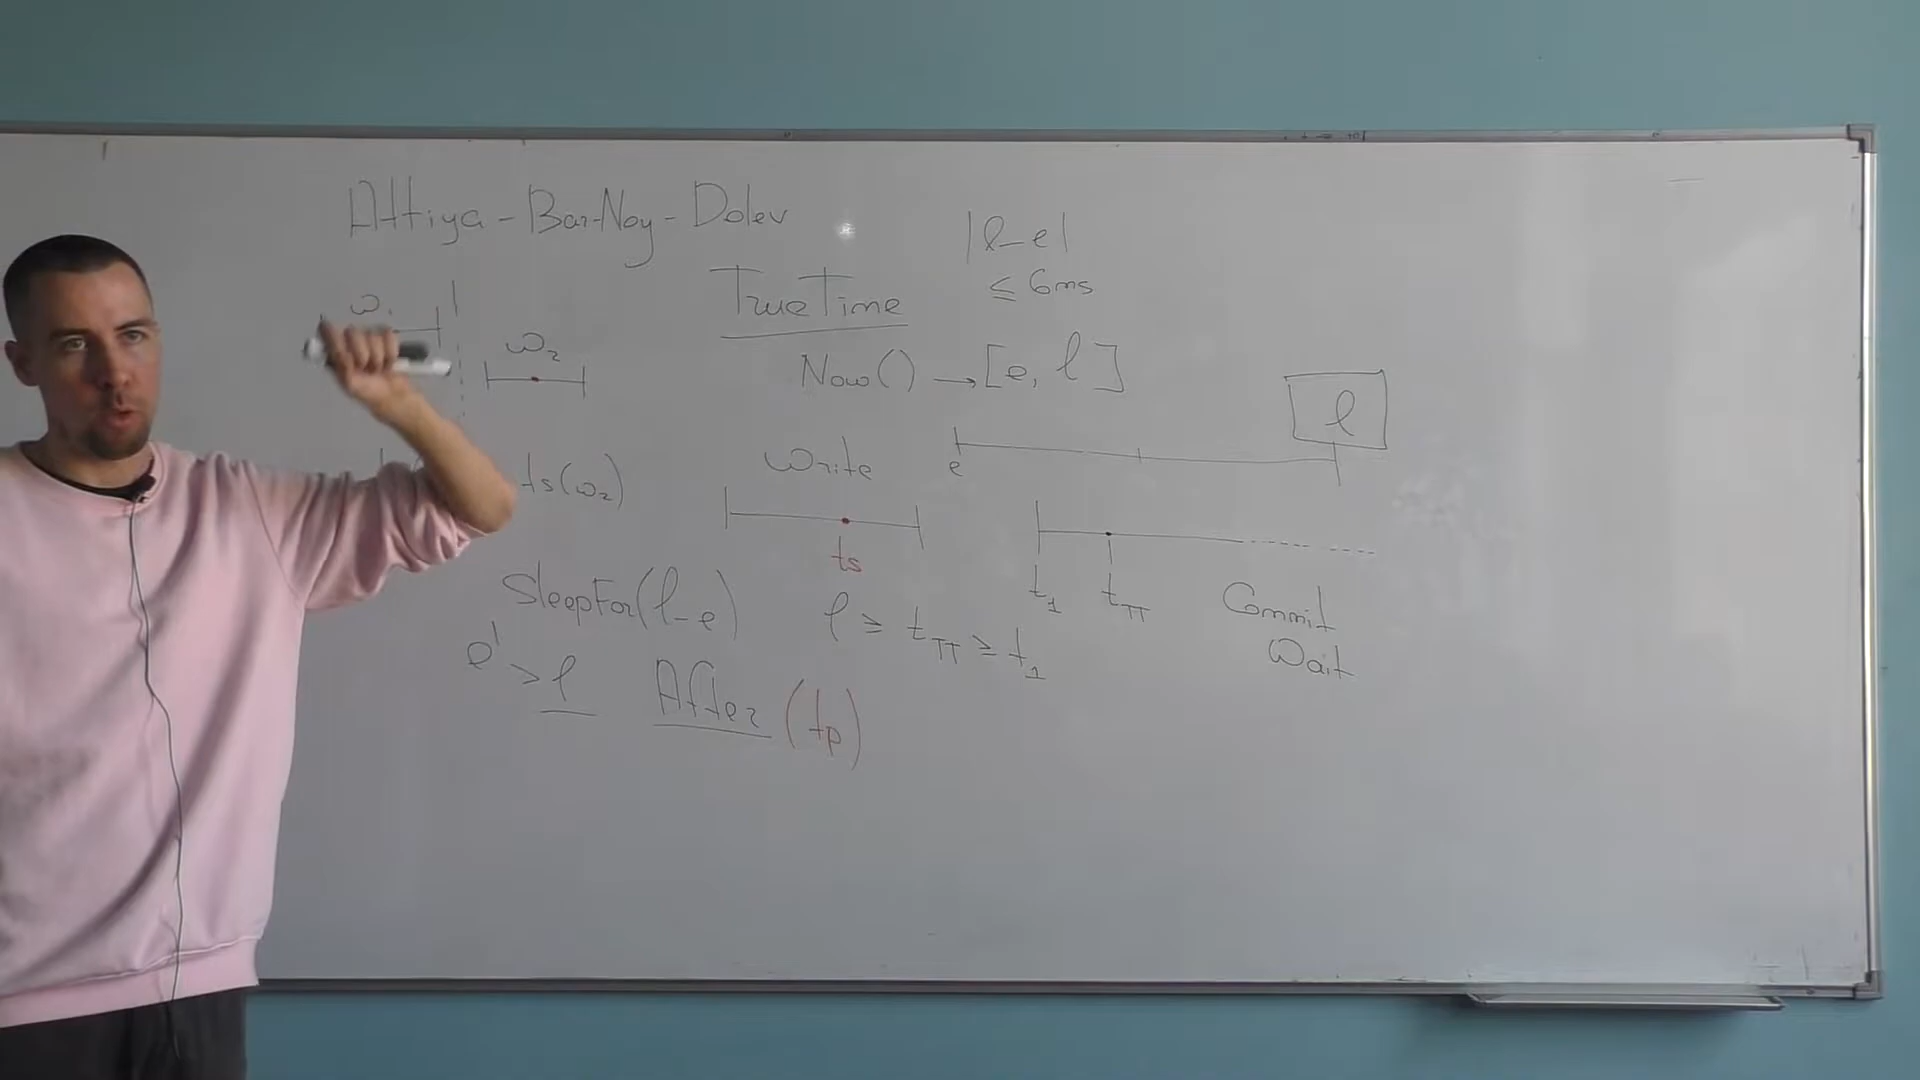 Attiya - Bar-Noy - Dolev
|l-e|
≤ 6ms
TrueTime
Now() → [e, l]
ω
ω₂
ts(ω₂)
l
e
Write
ts
t₁
t_TT
Commit
Wait
SleepFor(l-e)
l ≥ t_TT ≥ t₁
e' > l
After (tp)